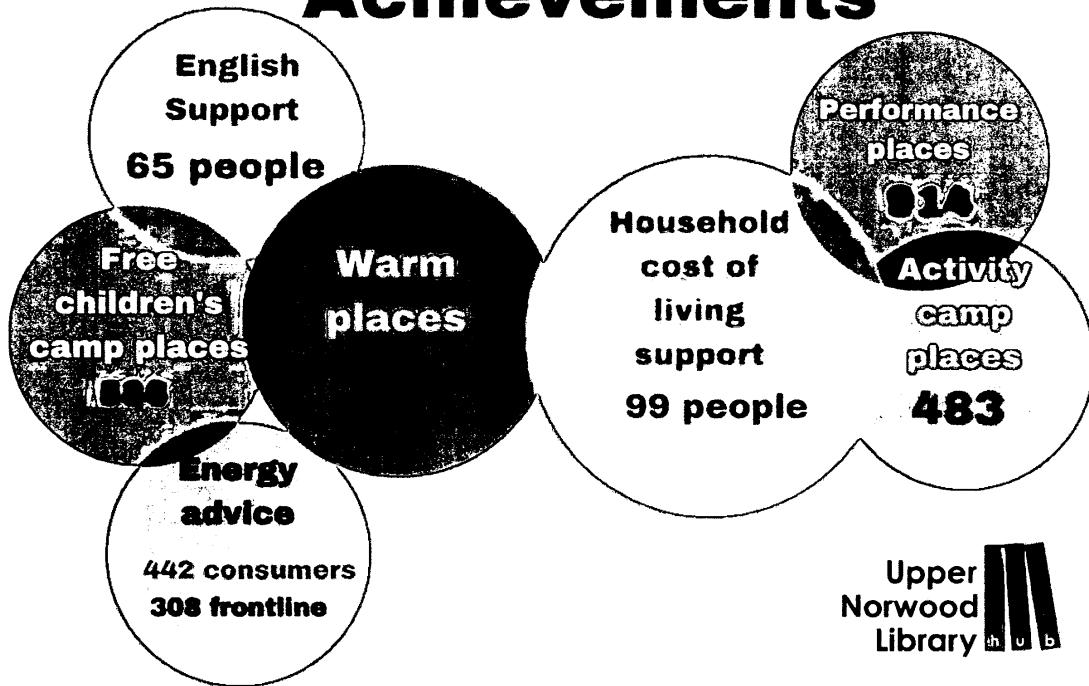 Achievements
English
Support
65 people
Free
children's
camp places
Warm
places
Energy
advice
442 consumers
308 frontline
Household
cost of
living
support
99 people
Performance
places
Activity
camp
places
483
Upper
Norwood
Library
hub